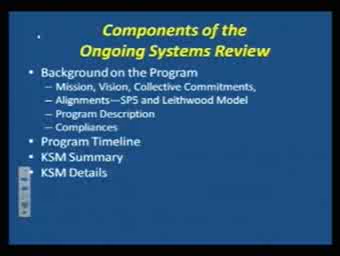 Components of the
Ongoing Systems Review
• Background on the Program
– Mission, Vision, Collective Commitments,
– Alignments—SP5 and Leithwood Model
– Program Description
– Compliances
• Program Timeline
• KSM Summary
• KSM Details